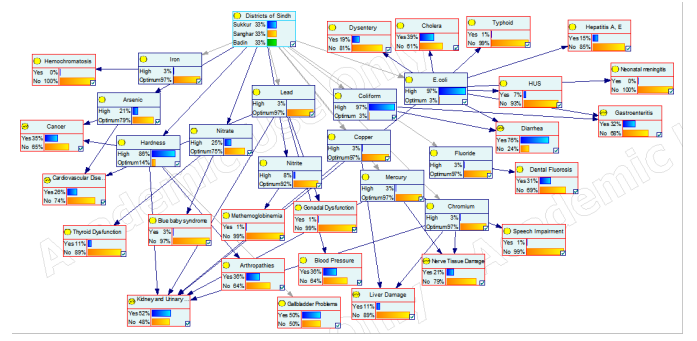 Districts of Sindh
Sukkur 33%
Sanghar 33%
Badin 33%
Dysentery
Yes 19%
No 81%
Cholera
Yes 39%
No 61%
Typhoid
Yes 1%
No 99%
Hepatitis A, E
Yes 15%
No 85%
Hemochromatosis
Yes 0%
No 100%
Iron
High 3%
Optimum 97%
Lead
High 3%
Optimum 97%
Coliform
High 97%
Optimum 3%
E.coli
High 97%
Optimum 3%
HUS
Yes 7%
No 93%
Neonatal meningitis
Yes 0%
No 100%
Arsenic
High 21%
Optimum 79%
Gastroenteritis
Yes 32%
No 68%
Cancer
Yes 35%
No 65%
Hardness
High 86%
Optimum 14%
Nitrate
High 25%
Optimum 75%
Copper
High 3%
Optimum 97%
Diarrhea
Yes 76%
No 24%
Nitrite
High 8%
Optimum 92%
Fluoride
High 3%
Optimum 97%
Cardiovascular Dise...
Yes 26%
No 74%
Mercury
High 3%
Optimum 97%
Dental Fluorosis
Yes 31%
No 69%
Thyroid Dysfunction
Yes 11%
No 89%
Blue baby syndrome
Yes 3%
No 97%
Methemoglobinemia
Yes 1%
No 99%
Gonadal Dysfunction
Yes 1%
No 99%
Chromium
High 3%
Optimum 97%
Speech Impairment
Yes 1%
No 99%
Arthropathies
Yes 36%
No 64%
Blood Pressure
Yes 36%
No 64%
Nerve Tissue Damage
Yes 21%
No 79%
Kidney and Urinary ...
Yes 52%
No 48%
Gallbladder Problems
Yes 50%
No 50%
Liver Damage
Yes 11%
No 89%
Academic